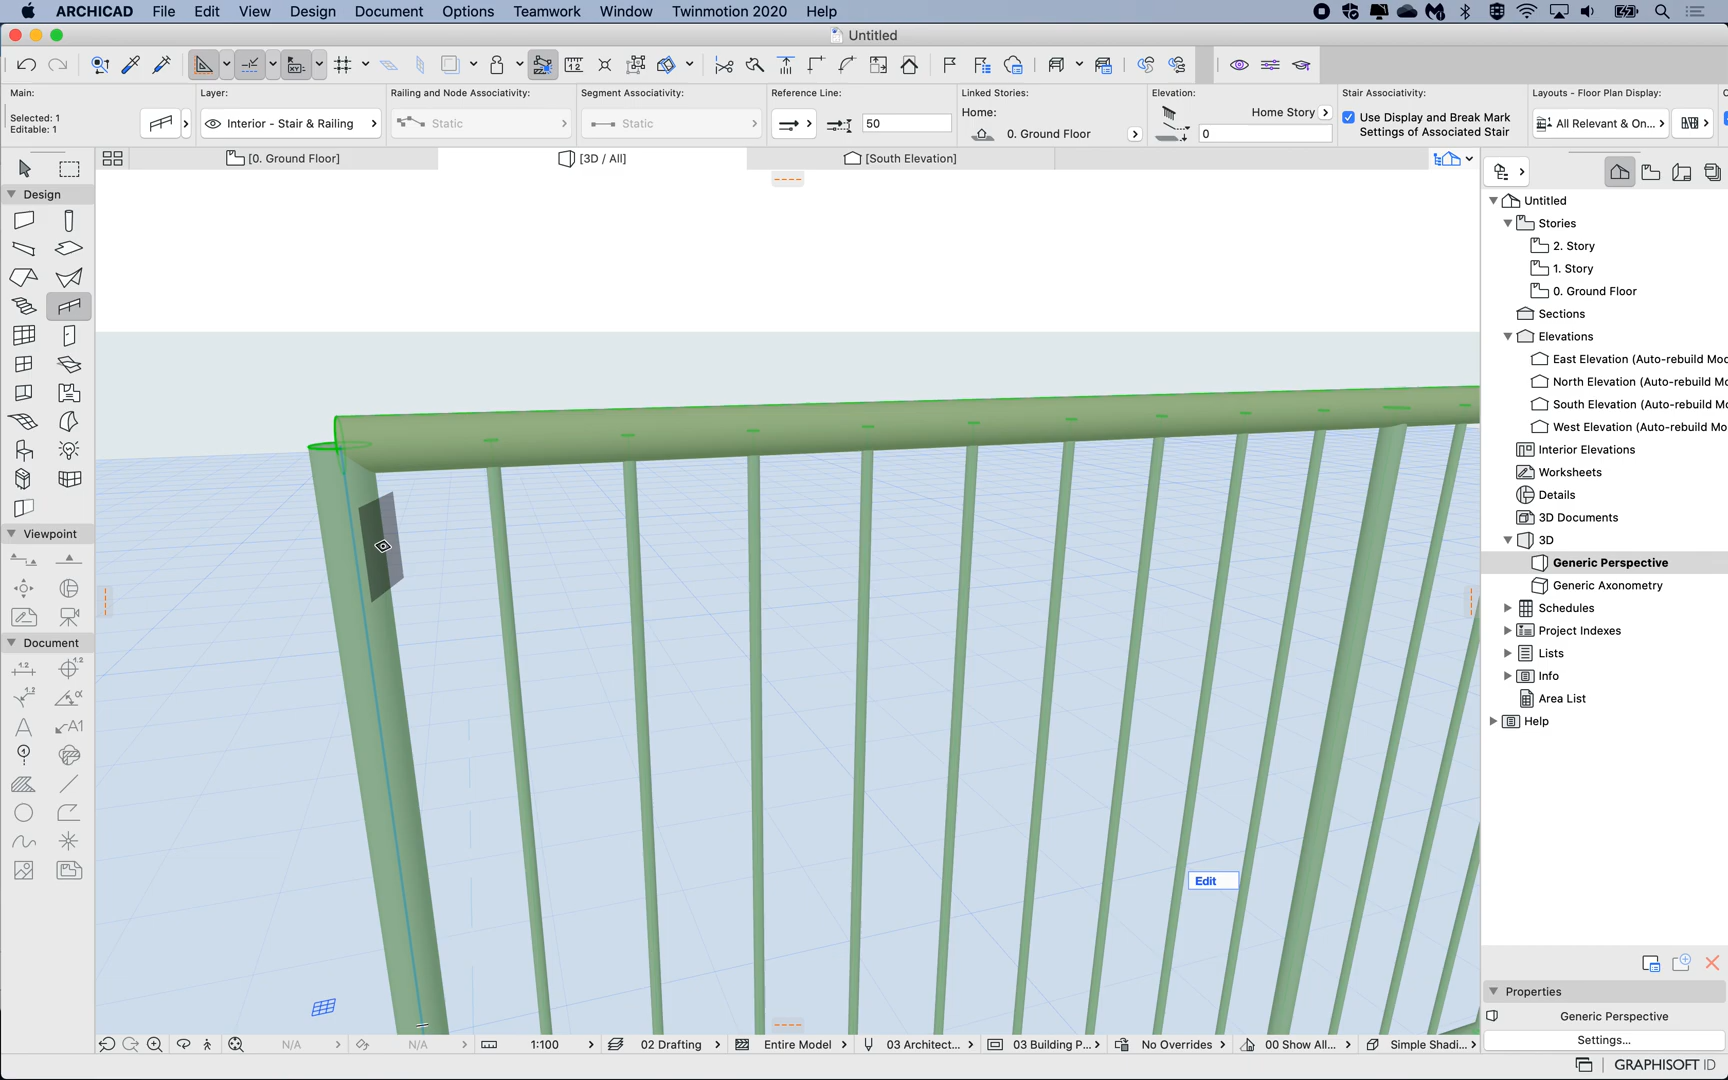 ARCHICAD File Edit View Design Document Options Teamwork Window Twinmotion 2020 Help
Untitled
Main:
Selected: 1
Editable: 1
Layer:
Interior - Stair & Railing
Railing and Node Associativity:
Static
Segment Associativity:
Static
Reference Line:
50
Linked Stories:
Home:
0. Ground Floor
Elevation:
Home Story
0
Stair Associativity:
Use Display and Break Mark
Settings of Associated Stair
Layouts - Floor Plan Display:
All Relevant & On...
[0. Ground Floor]
[3D / All]
[South Elevation]
Design
Viewpoint
Document
Edit
Untitled
Stories
2. Story
1. Story
0. Ground Floor
Sections
Elevations
East Elevation (Auto-rebuild Moc
North Elevation (Auto-rebuild Mo
South Elevation (Auto-rebuild Mo
West Elevation (Auto-rebuild Mo
Interior Elevations
Worksheets
Details
3D Documents
3D
Generic Perspective
Generic Axonometry
Schedules
Project Indexes
Lists
Info
Area List
Help
Properties
Generic Perspective
Settings...
N/A
N/A
1:100
02 Drafting
Entire Model
03 Architect...
03 Building P...
No Overrides
00 Show All...
Simple Shadi...
GRAPHISOFT ID